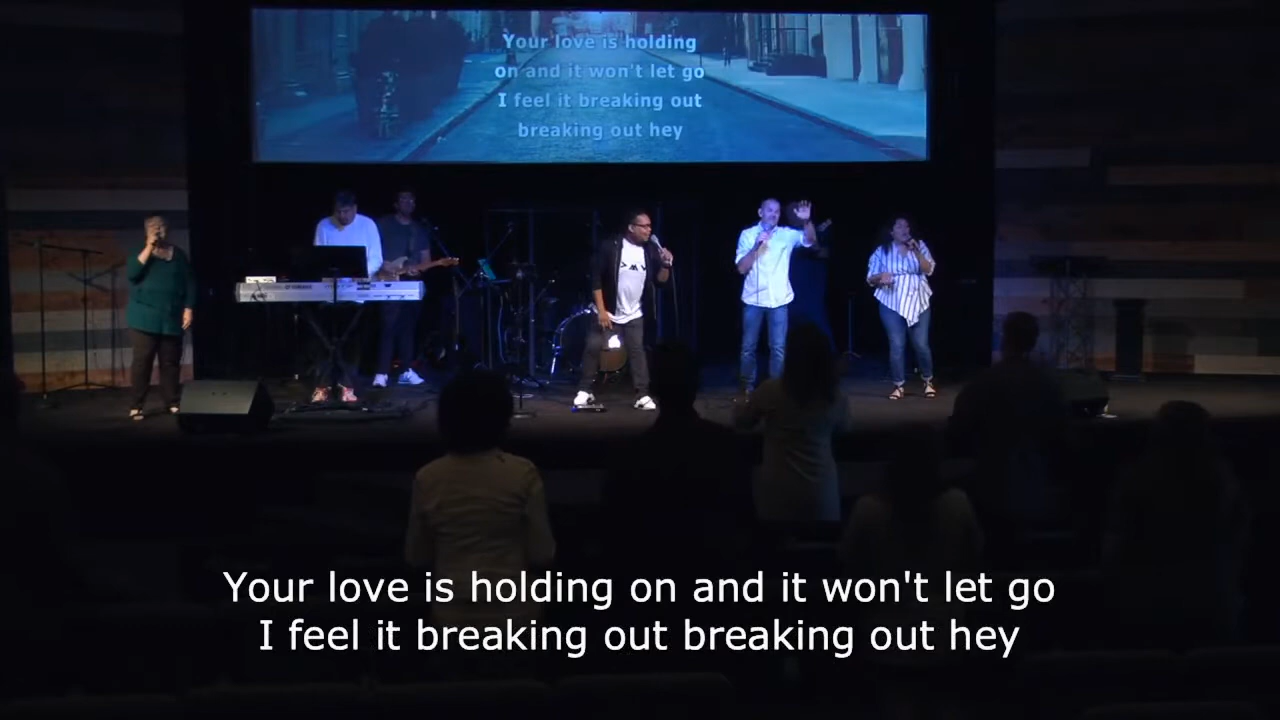 Your love is holding
on and it won't let go
I feel it breaking out
breaking out hey
YAMAHA
Your love is holding on and it won't let go
I feel it breaking out breaking out hey